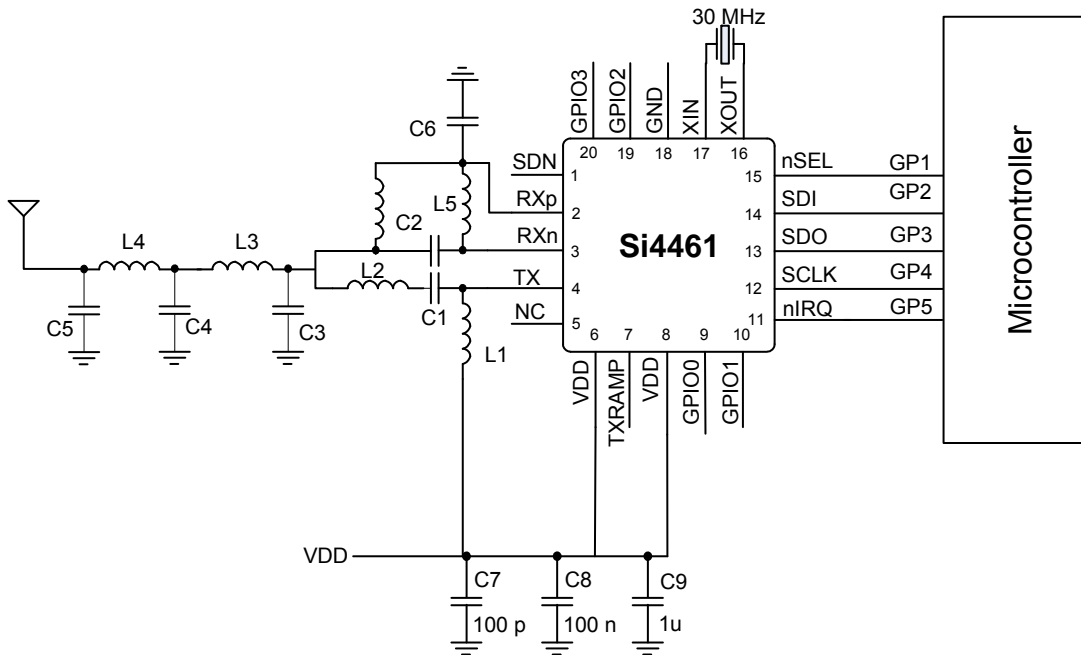 30 MHz
GPIO3
GPIO2
GND
XIN
XOUT
C6
20
19
18
17
16
SDN
1
15
nSEL
GP1
RXp
2
14
SDI
GP2
L5
C2
RXn
3
Si4461
13
SDO
GP3
L4
L3
L2
TX
4
12
SCLK
GP4
C5
C4
C3
C1
NC
5
11
nIRQ
GP5
Microcontroller
L1
6
7
8
9
10
VDD
TXRAMP
VDD
GPIO0
GPIO1
VDD
C7
C8
C9
100 p
100 n
1u